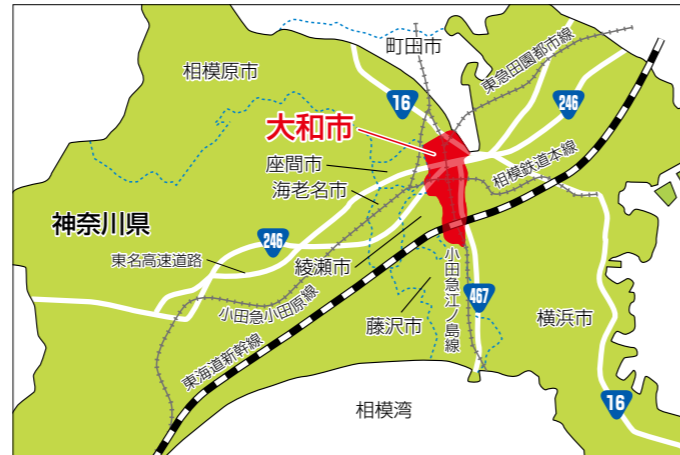 町田市
東急田園都市線
相模原市
16
246
大和市
相模鉄道本線
座間市
海老名市
神奈川県
246
東名高速道路
綾瀬市
小田急小田原線
小田急江ノ島線
467
藤沢市
横浜市
東海道新幹線
16
相模湾